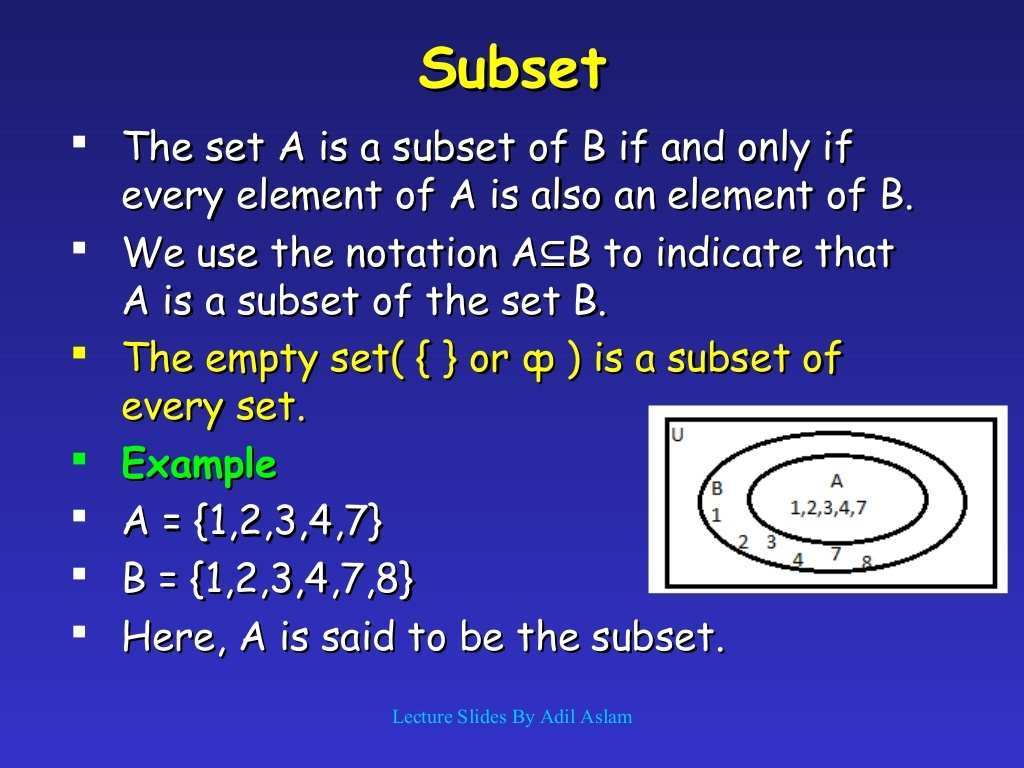 Subset
▪ The set A is a subset of B if and only if
every element of A is also an element of B.
▪ We use the notation A⊆B to indicate that
A is a subset of the set B.
▪ The empty set( { } or φ ) is a subset of
every set.
▪ Example
▪ A = {1,2,3,4,7}
▪ B = {1,2,3,4,7,8}
▪ Here, A is said to be the subset.
U
A
B
1,2,3,4,7
1
2 3
4 7 8
Lecture Slides By Adil Aslam